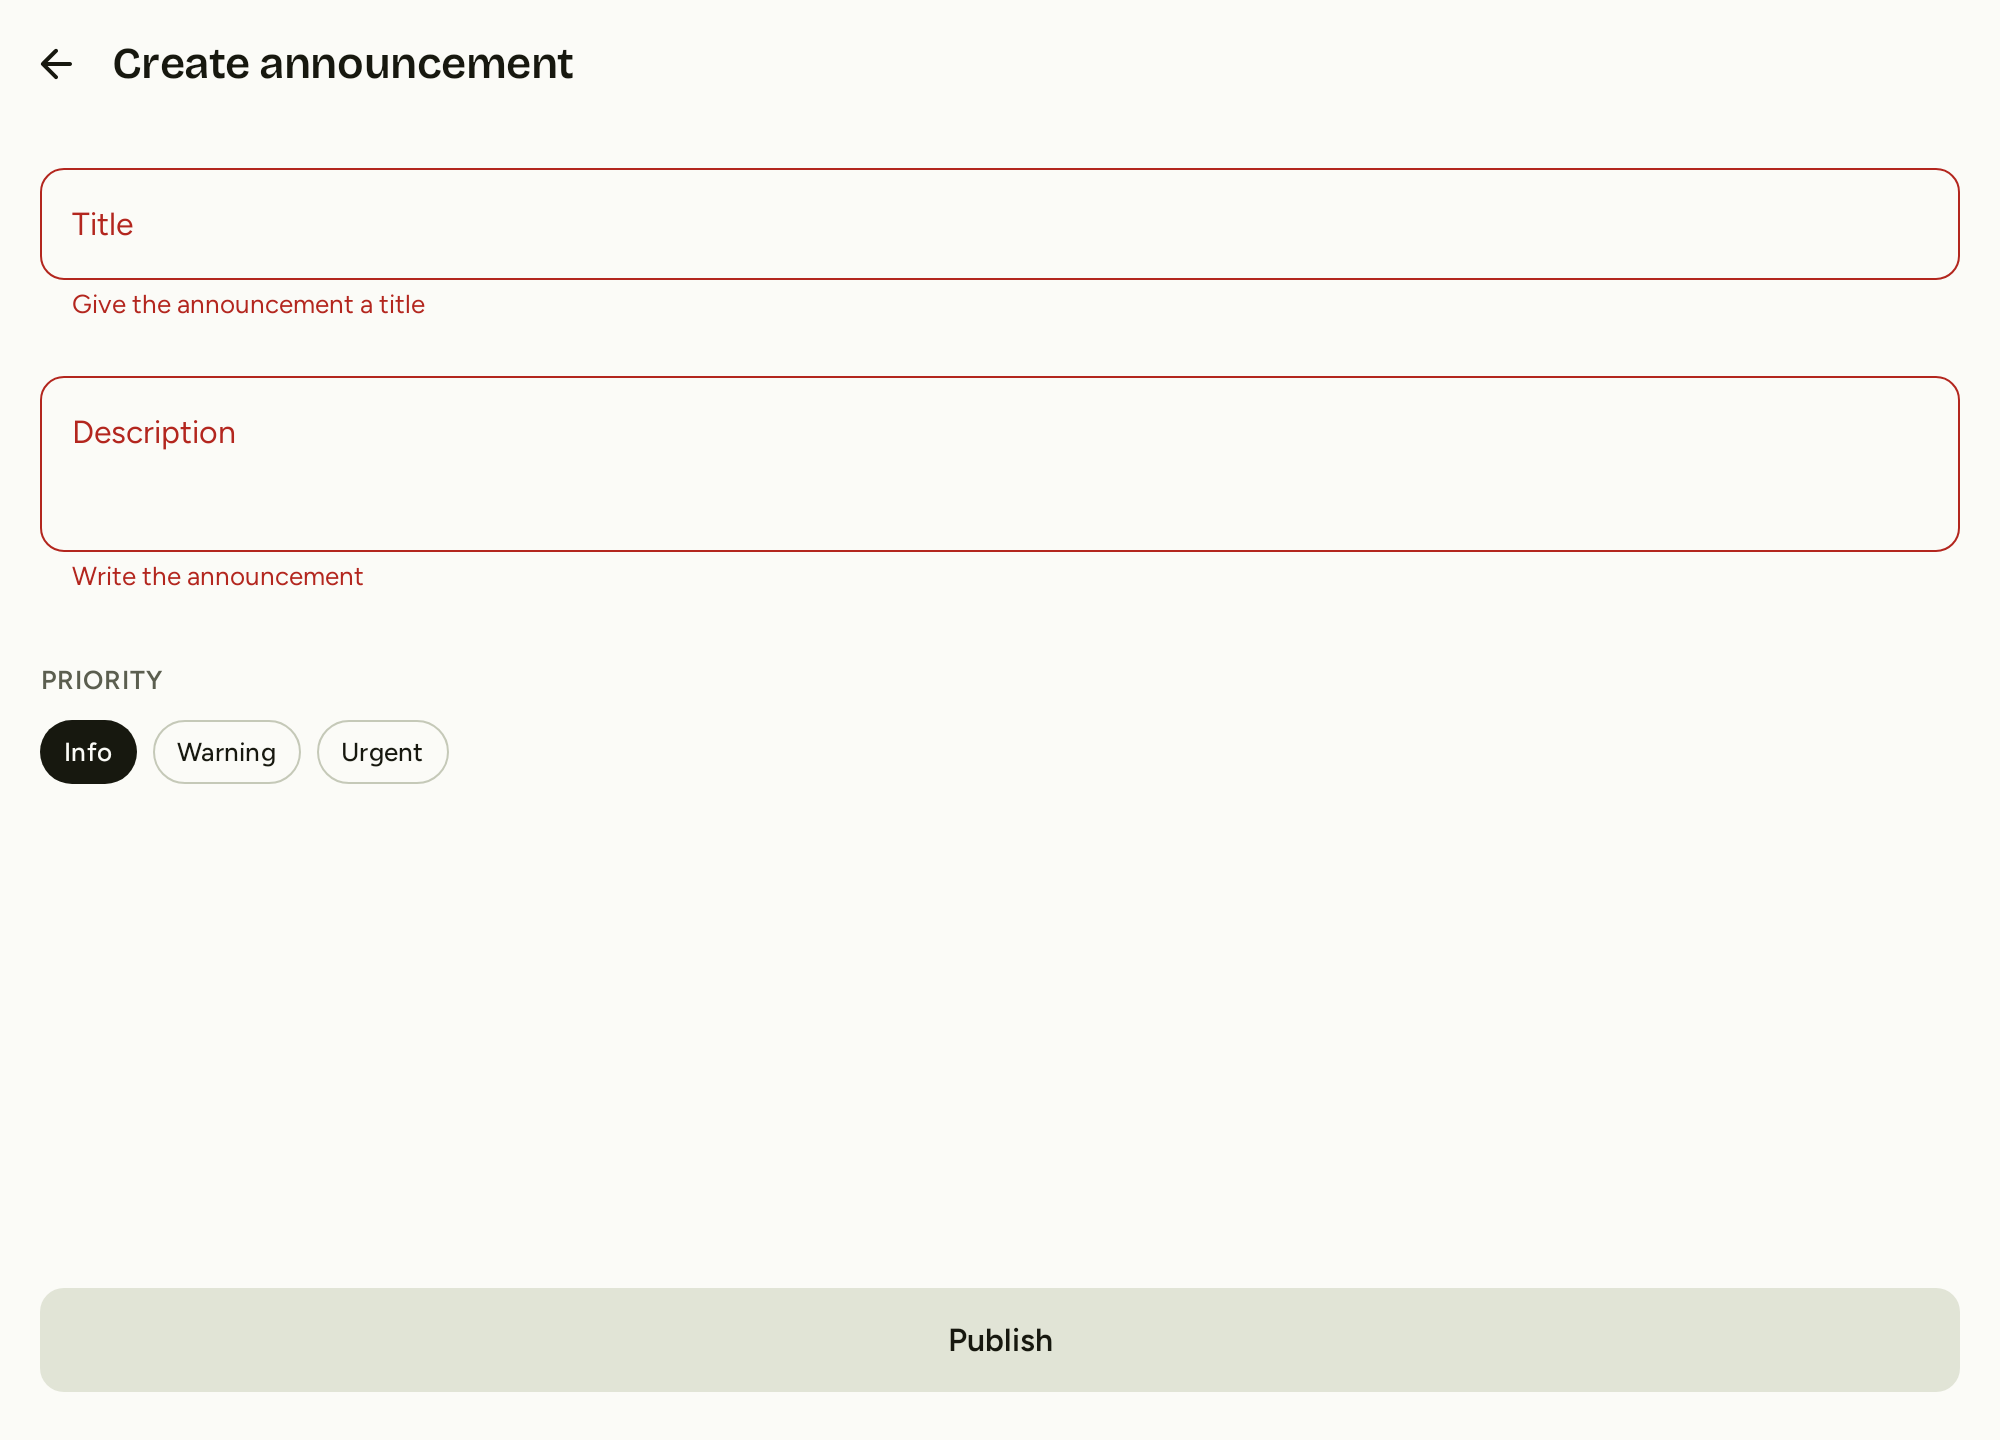 Create announcement
Title
Give the announcement a title
Description
Write the announcement
PRIORITY
Info
Warning
Urgent
Publish